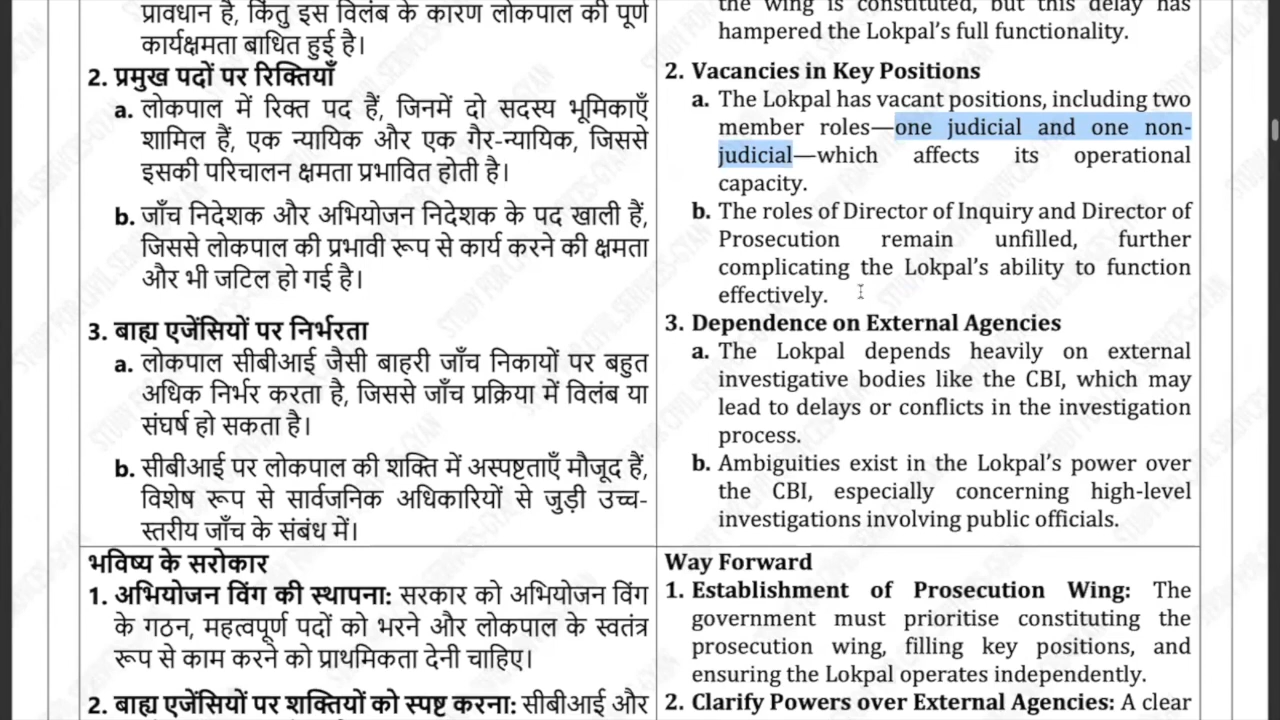 प्रावधान है, किंतु इस विलंब के कारण लोकपाल की पूर्ण
कार्यक्षमता बाधित हुई है।
2. प्रमुख पदों पर रिक्तियाँ
a. लोकपाल में रिक्त पद हैं, जिनमें दो सदस्य भूमिकाएँ
शामिल हैं, एक न्यायिक और एक गैर-न्यायिक, जिससे
इसकी परिचालन क्षमता प्रभावित होती है।
b. जाँच निदेशक और अभियोजन निदेशक के पद खाली हैं,
जिससे लोकपाल की प्रभावी रूप से कार्य करने की क्षमता
और भी जटिल हो गई है।
3. बाह्य एजेंसियों पर निर्भरता
a. लोकपाल सीबीआई जैसी बाहरी जाँच निकायों पर बहुत
अधिक निर्भर करता है, जिससे जाँच प्रक्रिया में विलंब या
संघर्ष हो सकता है।
b. सीबीआई पर लोकपाल की शक्ति में अस्पष्टताएँ मौजूद हैं,
विशेष रूप से सार्वजनिक अधिकारियों से जुड़ी उच्च-
स्तरीय जाँच के संबंध में।
भविष्य के सरोकार
1. अभियोजन विंग की स्थापना: सरकार को अभियोजन विंग
के गठन, महत्वपूर्ण पदों को भरने और लोकपाल के स्वतंत्र
रूप से काम करने को प्राथमिकता देनी चाहिए।
2. बाह्य एजेंसियों पर शक्तियों को स्पष्ट करना: सीबीआई और
the wing is constituted, but this delay has
hampered the Lokpal's full functionality.
2. Vacancies in Key Positions
a. The Lokpal has vacant positions, including two
member roles—one judicial and one non-
judicial—which affects its operational
capacity.
b. The roles of Director of Inquiry and Director of
Prosecution remain unfilled, further
complicating the Lokpal's ability to function
effectively.
3. Dependence on External Agencies
a. The Lokpal depends heavily on external
investigative bodies like the CBI, which may
lead to delays or conflicts in the investigation
process.
b. Ambiguities exist in the Lokpal's power over
the CBI, especially concerning high-level
investigations involving public officials.
Way Forward
1. Establishment of Prosecution Wing: The
government must prioritise constituting the
prosecution wing, filling key positions, and
ensuring the Lokpal operates independently.
2. Clarify Powers over External Agencies: A clear